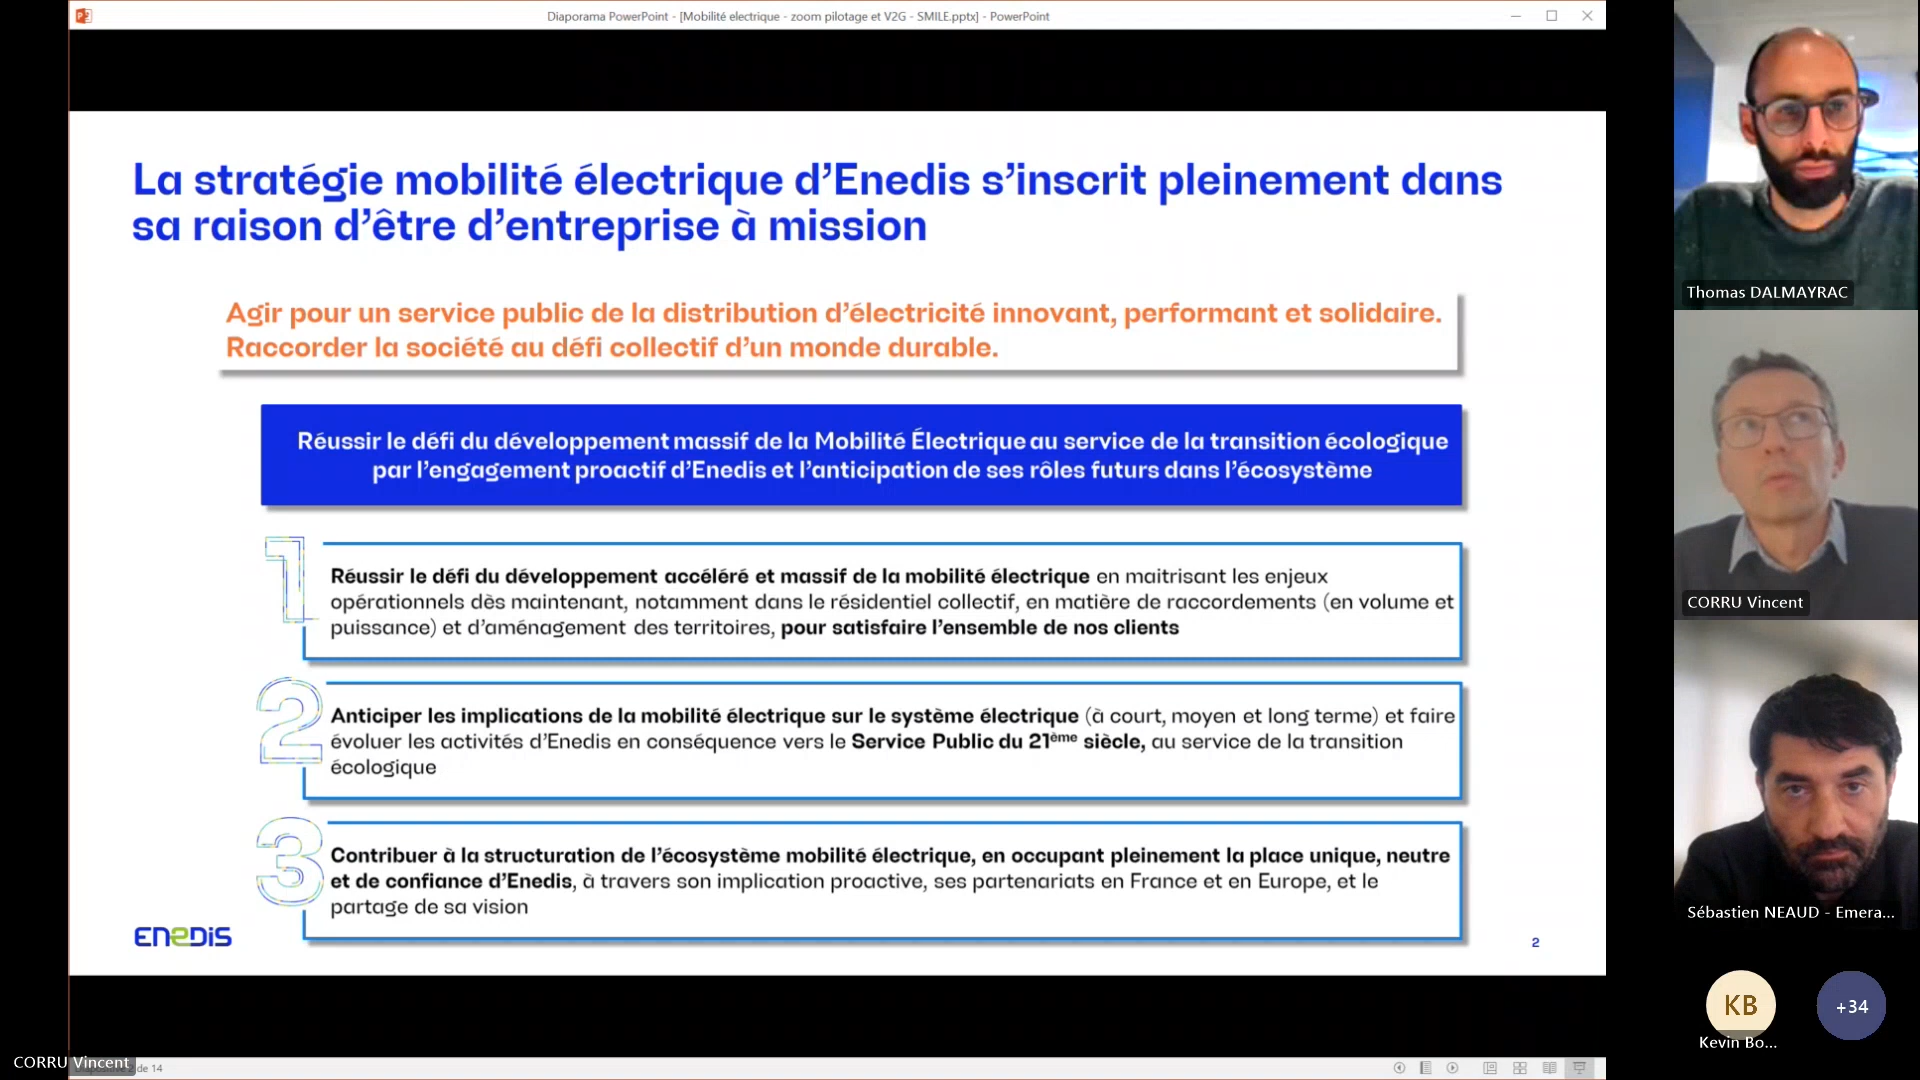 Diaporama PowerPoint - [Mobilité electrique - zoom pilotage et V2G - SMILE.pptx] - PowerPoint
La stratégie mobilité électrique d’Enedis s’inscrit pleinement dans
sa raison d’être d’entreprise à mission
Agir pour un service public de la distribution d’électricité innovant, performant et solidaire.
Raccorder la société au défi collectif d’un monde durable.
Réussir le défi du développement massif de la Mobilité Électrique au service de la transition écologique
par l’engagement proactif d’Enedis et l’anticipation de ses rôles futurs dans l’écosystème
1
Réussir le défi du développement accéléré et massif de la mobilité électrique en maitrisant les enjeux
opérationnels dès maintenant, notamment dans le résidentiel collectif, en matière de raccordements (en volume et
puissance) et d’aménagement des territoires, pour satisfaire l’ensemble de nos clients
2
Anticiper les implications de la mobilité électrique sur le système électrique (à court, moyen et long terme) et faire
évoluer les activités d’Enedis en conséquence vers le Service Public du 21ème siècle, au service de la transition
écologique
3
Contribuer à la structuration de l’écosystème mobilité électrique, en occupant pleinement la place unique, neutre
et de confiance d’Enedis, à travers son implication proactive, ses partenariats en France et en Europe, et le
partage de sa vision
ENEDIS
2
Thomas DALMAYRAC
CORRU Vincent
Sébastien NEAUD - Emera...
KB
+34
Kevin Bo...
CORRU Vincent
de 14